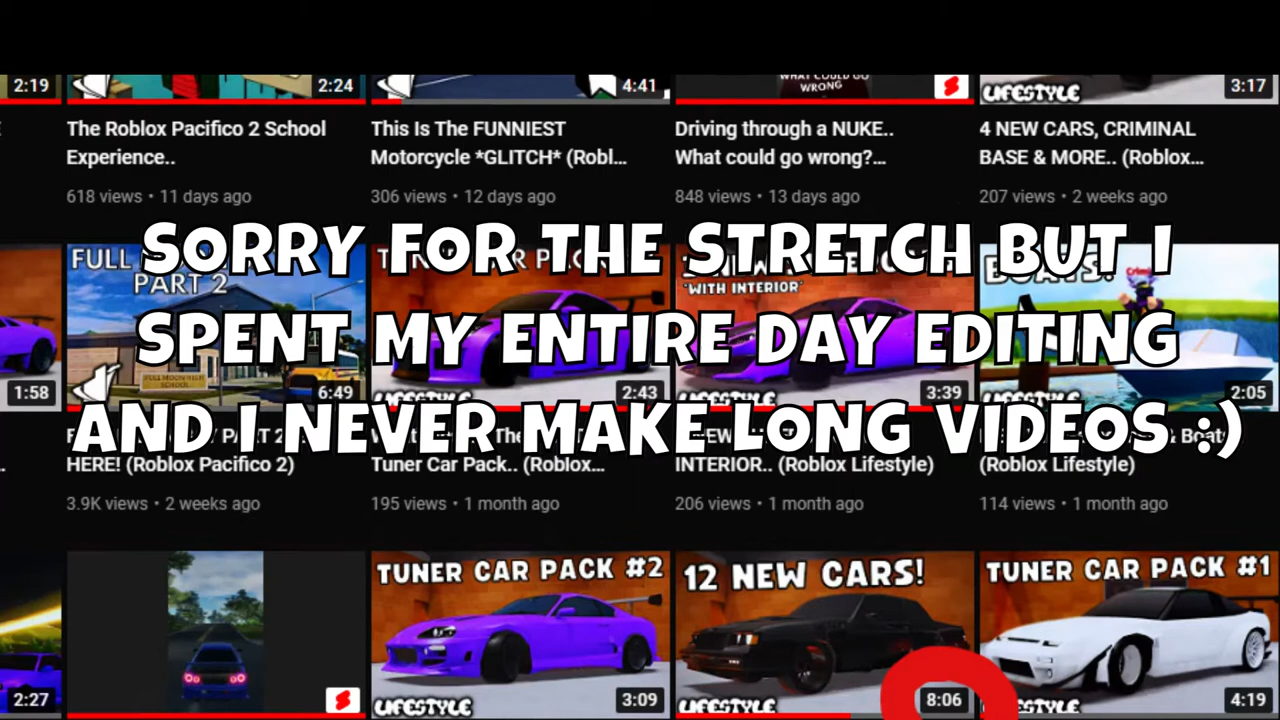 2:19
2:24
4:41
WHAT COULD GO
WRONG
LIFESTYLE
3:17
The Roblox Pacifico 2 School
Experience..
618 views • 11 days ago
This Is The FUNNIEST
Motorcycle *GLITCH* (Robl...
306 views • 12 days ago
Driving through a NUKE..
What could go wrong?...
848 views • 13 days ago
4 NEW CARS, CRIMINAL
BASE & MORE.. (Roblox...
207 views • 2 weeks ago
SORRY FOR THE STRETCH BUT I
SPENT MY ENTIRE DAY EDITING
AND I NEVER MAKE LONG VIDEOS :)
FULL
PART 2
FULL MOON HIGH
SCHOOL
*WITH INTERIOR*
BOATS!
1:58
6:49
2:43
3:39
2:05
HERE! (Roblox Pacifico 2)
3.9K views • 2 weeks ago
Tuner Car Pack.. (Roblox...
195 views • 1 month ago
INTERIOR.. (Roblox Lifestyle)
206 views • 1 month ago
& Boat
(Roblox Lifestyle)
114 views • 1 month ago
2:27
TUNER CAR PACK #2
LIFESTYLE
3:09
12 NEW CARS!
LIFESTYLE
8:06
TUNER CAR PACK #1
LIFESTYLE
4:19